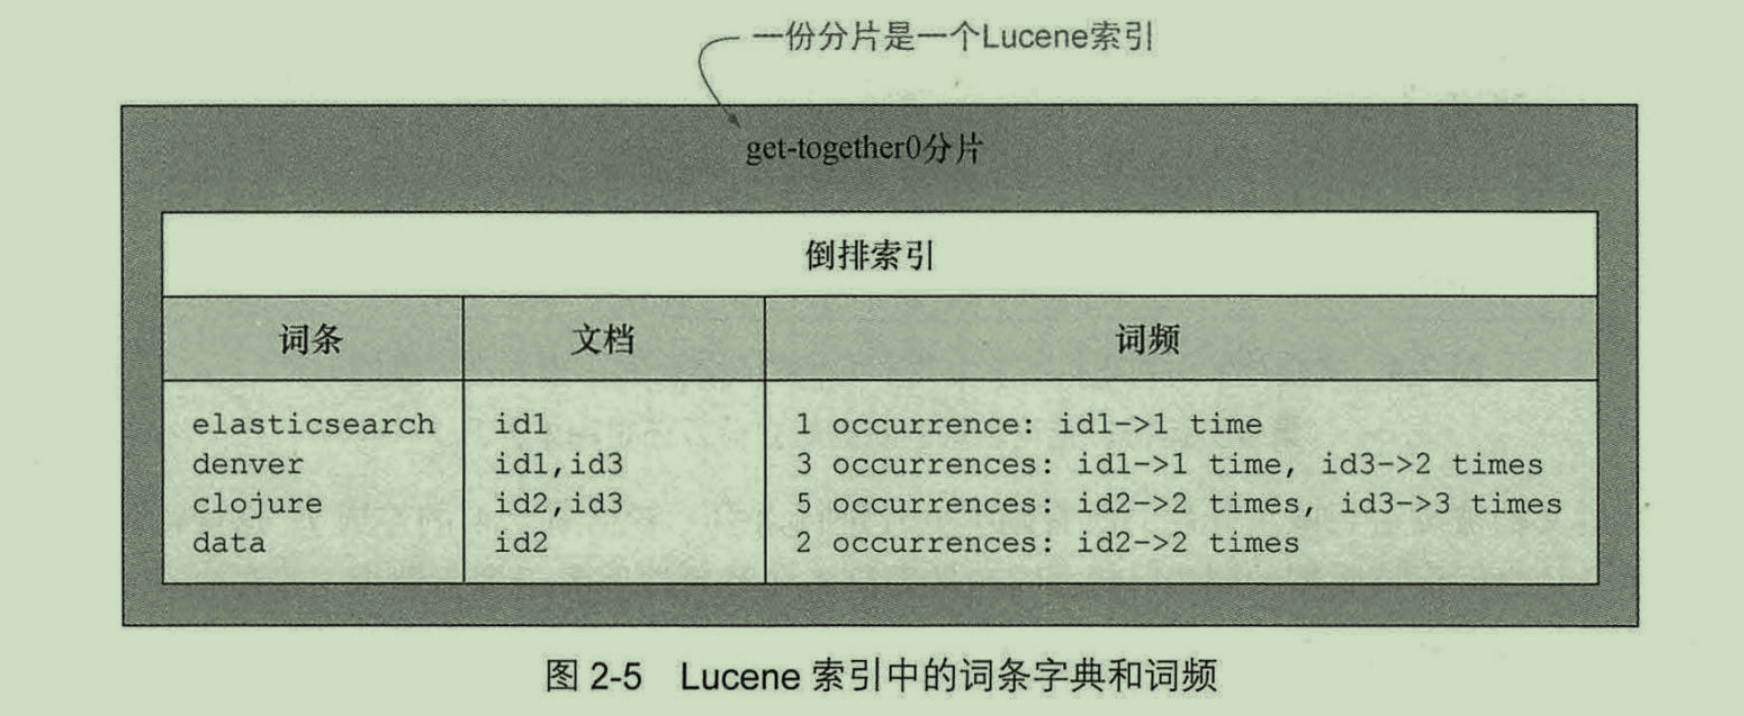 一份分片是一个Lucene索引
get-together0分片
倒排索引
词条 文档 词频
elasticsearch id1 1 occurrence: id1->1 time
denver id1,id3 3 occurrences: id1->1 time, id3->2 times
clojure id2,id3 5 occurrences: id2->2 times, id3->3 times
data id2 2 occurrences: id2->2 times
图 2-5 Lucene 索引中的词条字典和词频